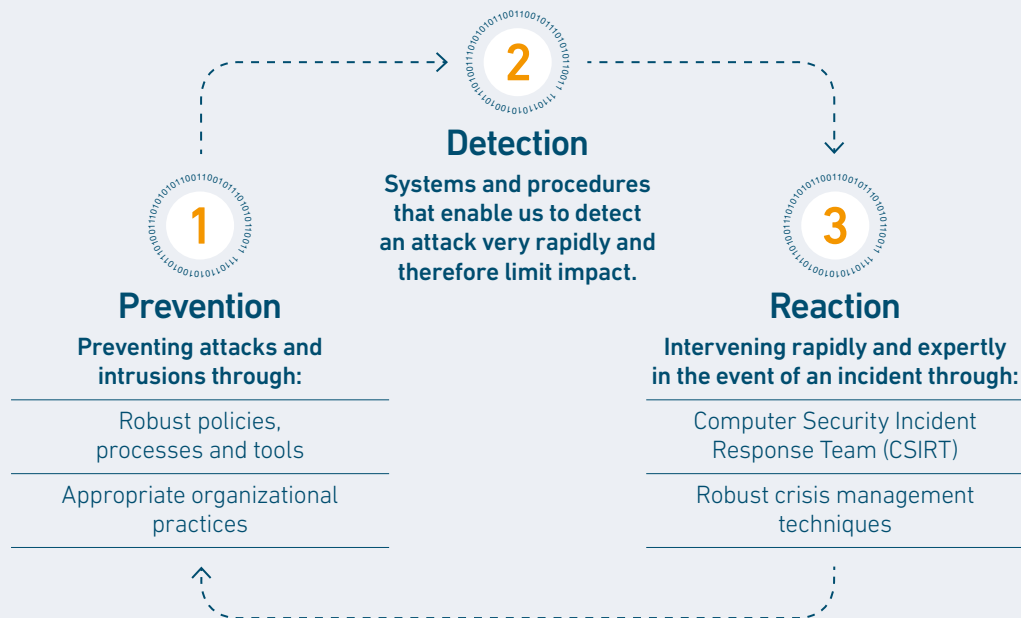 1
Prevention
Preventing attacks and
intrusions through:
Robust policies,
processes and tools
Appropriate organizational
practices
2
Detection
Systems and procedures
that enable us to detect
an attack very rapidly and
therefore limit impact.
3
Reaction
Intervening rapidly and expertly
in the event of an incident through:
Computer Security Incident
Response Team (CSIRT)
Robust crisis management
techniques